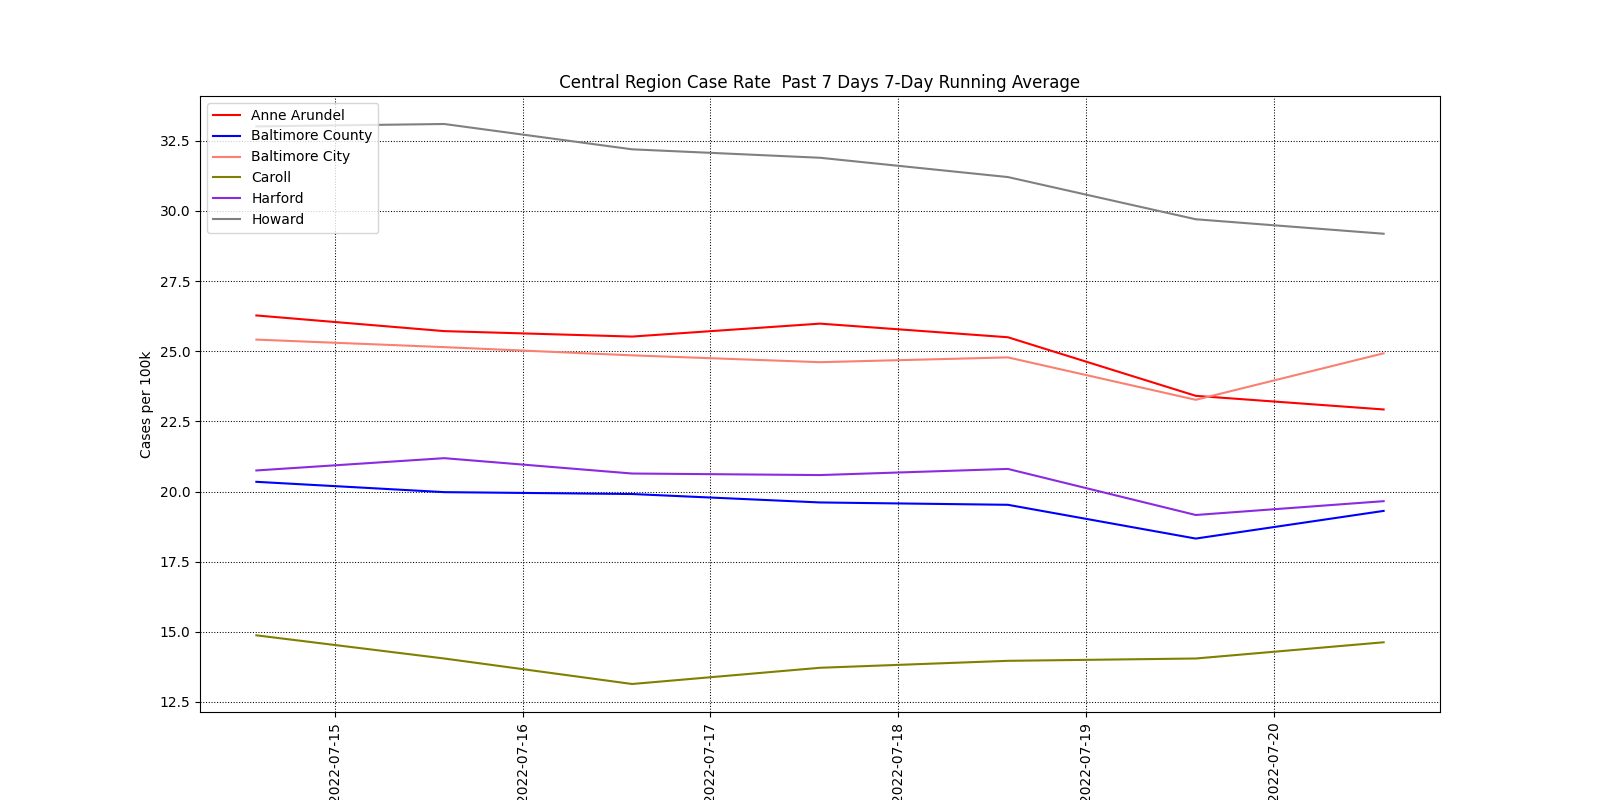 Central Region Case Rate  Past 7 Days 7-Day Running Average
Anne Arundel
Baltimore County
Baltimore City
Caroll
Harford
Howard
Cases per 100k
32.5
30.0
27.5
25.0
22.5
20.0
17.5
15.0
12.5
2022-07-15
2022-07-16
2022-07-17
2022-07-18
2022-07-19
2022-07-20